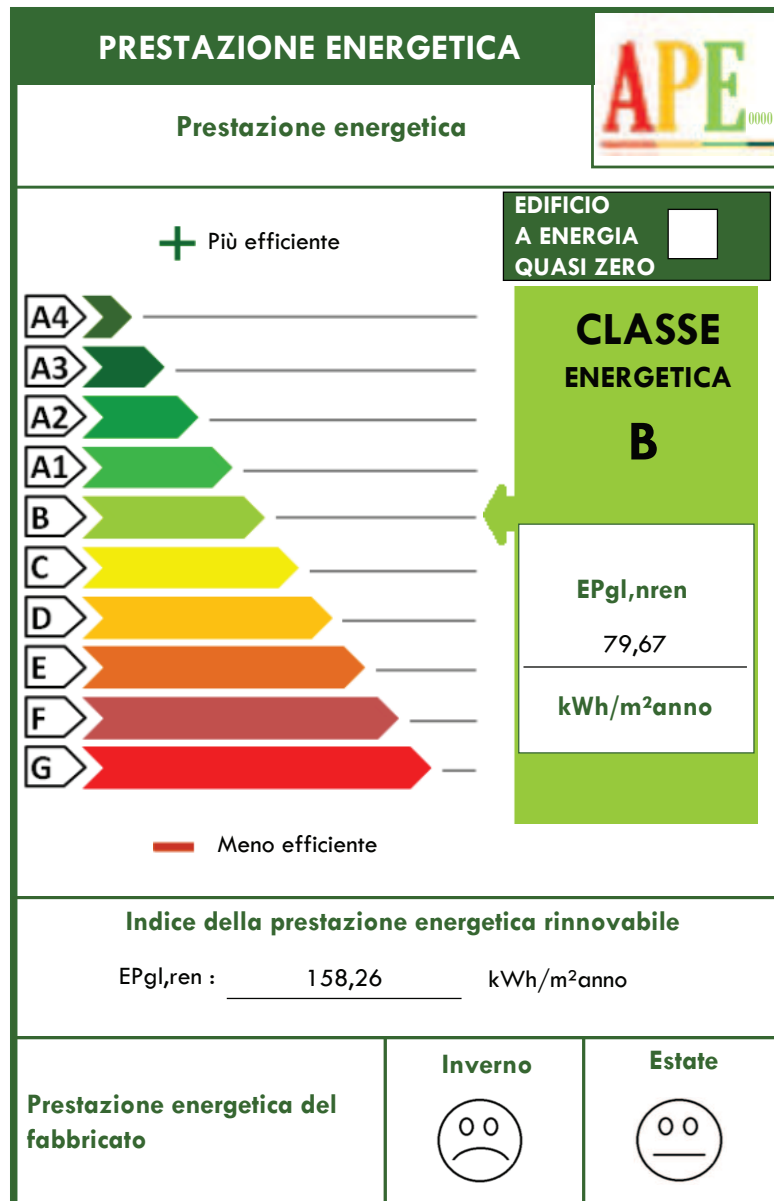 PRESTAZIONE ENERGETICA
APE
0000
Prestazione energetica
Più efficiente
EDIFICIO
A ENERGIA
QUASI ZERO
A4
A3
A2
A1
B
C
D
E
F
G
CLASSE
ENERGETICA
B
EPgl,nren
79,67
kWh/m²anno
Meno efficiente
Indice della prestazione energetica rinnovabile
EPgl,ren : 158,26 kWh/m²anno
Prestazione energetica del
fabbricato
Inverno
Estate